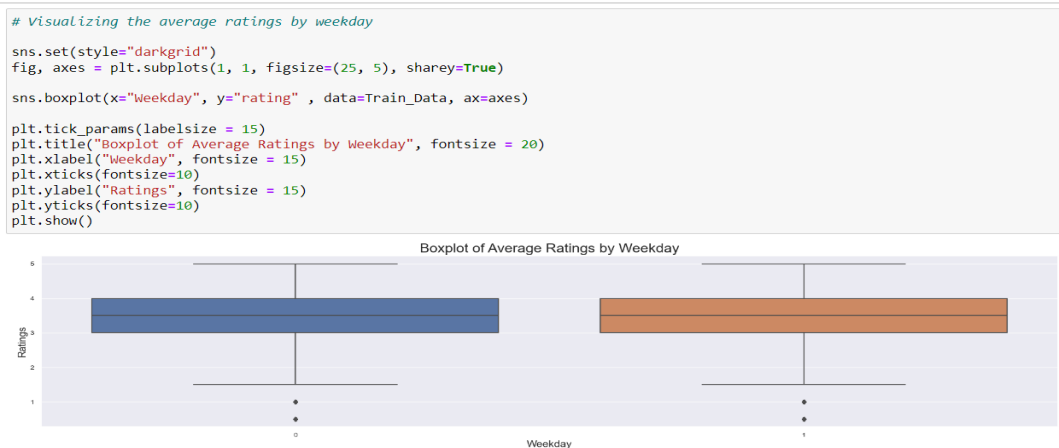 # Visualizing the average ratings by weekday
sns.set(style="darkgrid")
fig, axes = plt.subplots(1, 1, figsize=(25, 5), sharey=True)
sns.boxplot(x="Weekday", y="rating" , data=Train_Data, ax=axes)
plt.tick_params(labelsize = 15)
plt.title("Boxplot of Average Ratings by Weekday", fontsize = 20)
plt.xlabel("Weekday", fontsize = 15)
plt.xticks(fontsize=10)
plt.ylabel("Ratings", fontsize = 15)
plt.yticks(fontsize=10)
plt.show()
Boxplot of Average Ratings by Weekday
5
4
3
2
1
Ratings
0 1
Weekday